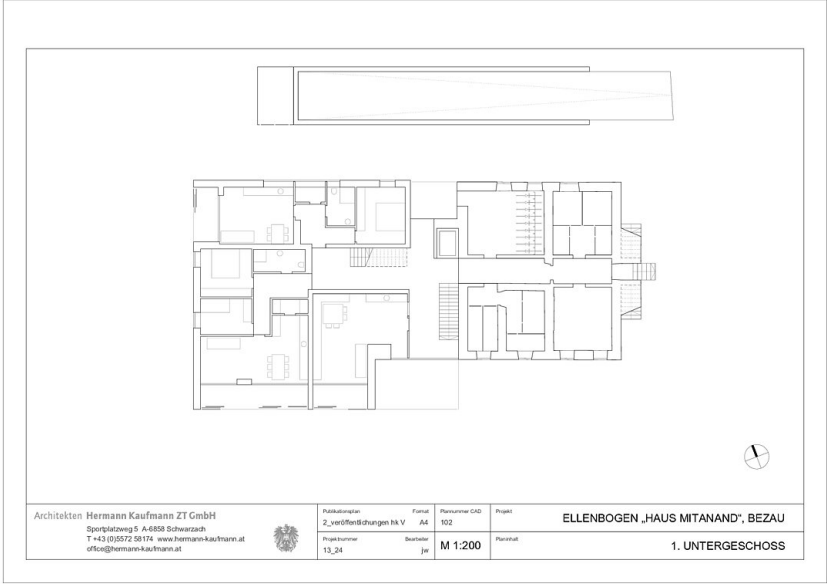 Architekten Hermann Kaufmann ZT GmbH
Sportplatzweg 5 A-6858 Schwarzach
T +43 (0)5572 58174 www.hermann-kaufmann.at
office@hermann-kaufmann.at
Publikationsplan Format
2_veröffentlichungen hk V A4
Projektnummer Bearbeiter
13_24 jw
Plannummer CAD
102
M 1:200
Projekt
ELLENBOGEN „HAUS MITANAND“, BEZAU
Planinhalt
1. UNTERGESCHOSS